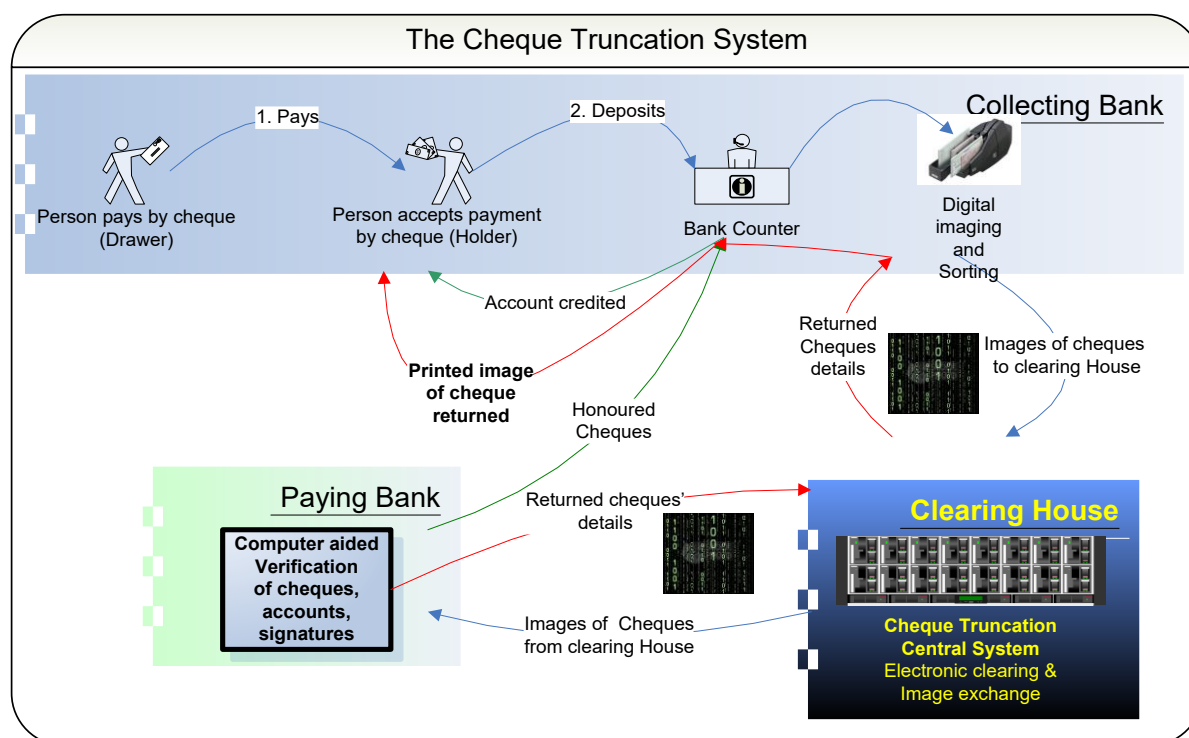 The Cheque Truncation System
Collecting Bank
1. Pays
2. Deposits
Person pays by cheque
(Drawer)
Person accepts payment
by cheque (Holder)
Bank Counter
Digital
imaging
and
Sorting
Account credited
Printed image
of cheque
returned
Honoured
Cheques
Returned
Cheques
details
Images of cheques
to clearing House
Paying Bank
Computer aided
Verification
of cheques,
accounts,
signatures
Returned cheques'
details
Images of Cheques
from clearing House
Clearing House
Cheque Truncation
Central System
Electronic clearing &
Image exchange